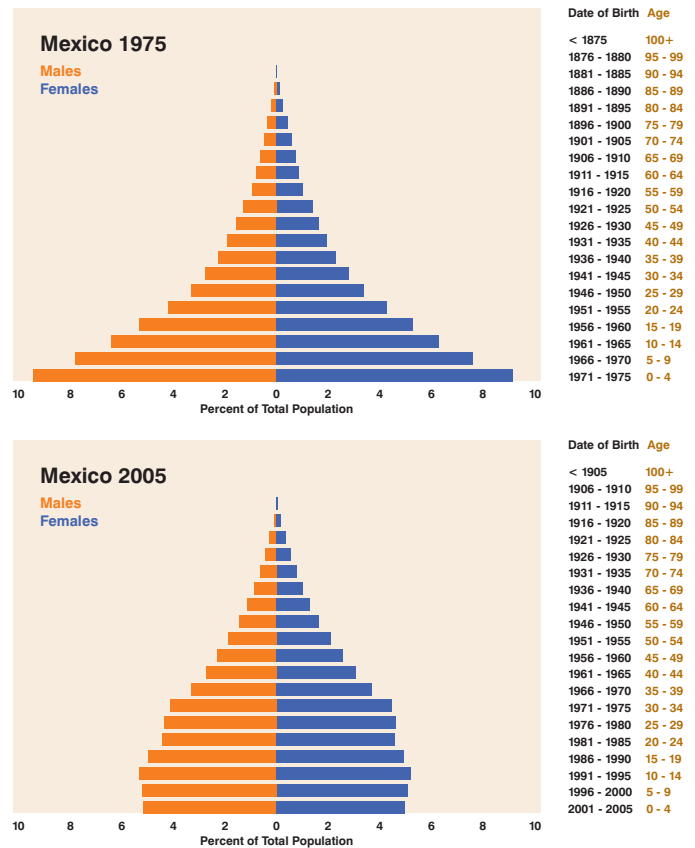 Mexico 1975
Males
Females
10 8 6 4 2 0 2 4 6 8 10
Percent of Total Population
Date of Birth Age
< 1875 100+
1876 - 1880 95 - 99
1881 - 1885 90 - 94
1886 - 1890 85 - 89
1891 - 1895 80 - 84
1896 - 1900 75 - 79
1901 - 1905 70 - 74
1906 - 1910 65 - 69
1911 - 1915 60 - 64
1916 - 1920 55 - 59
1921 - 1925 50 - 54
1926 - 1930 45 - 49
1931 - 1935 40 - 44
1936 - 1940 35 - 39
1941 - 1945 30 - 34
1946 - 1950 25 - 29
1951 - 1955 20 - 24
1956 - 1960 15 - 19
1961 - 1965 10 - 14
1966 - 1970 5 - 9
1971 - 1975 0 - 4
Mexico 2005
Males
Females
10 8 6 4 2 0 2 4 6 8 10
Percent of Total Population
Date of Birth Age
< 1905 100+
1906 - 1910 95 - 99
1911 - 1915 90 - 94
1916 - 1920 85 - 89
1921 - 1925 80 - 84
1926 - 1930 75 - 79
1931 - 1935 70 - 74
1936 - 1940 65 - 69
1941 - 1945 60 - 64
1946 - 1950 55 - 59
1951 - 1955 50 - 54
1956 - 1960 45 - 49
1961 - 1965 40 - 44
1966 - 1970 35 - 39
1971 - 1975 30 - 34
1976 - 1980 25 - 29
1981 - 1985 20 - 24
1986 - 1990 15 - 19
1991 - 1995 10 - 14
1996 - 2000 5 - 9
2001 - 2005 0 - 4